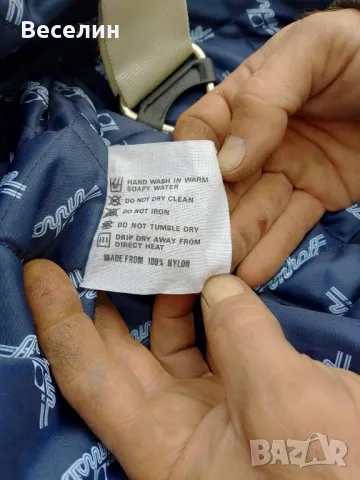 Веселин
HAND WASH IN WARM
SOAPY WATER
DO NOT DRY CLEAN
DO NOT IRON
DO NOT TUMBLE DRY
DRIP DRY AWAY FROM
DIRECT HEAT
MADE FROM 100% NYLON
BAZAR